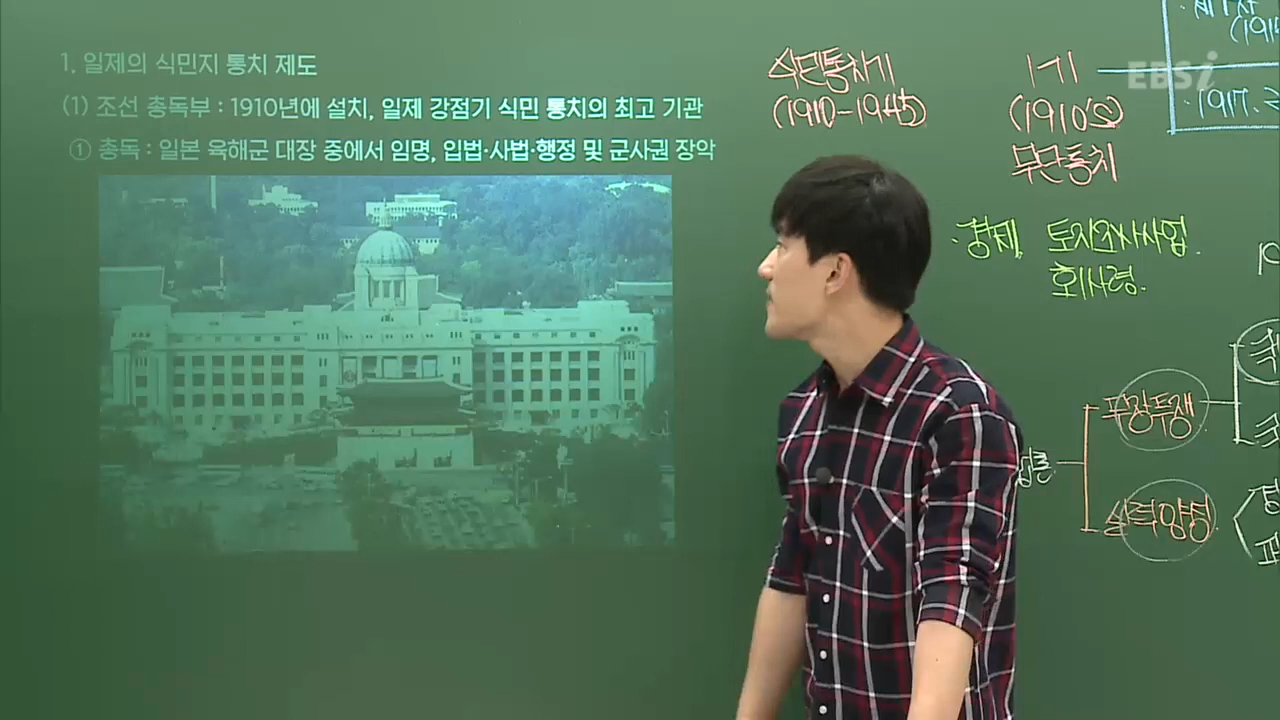 1. 일제의 식민지 통치 제도
(1) 조선 총독부 : 1910년에 설치, 일제 강점기 식민 통치의 최고 기관
① 총독 : 일본 육해군 대장 중에서 임명, 입법·사법·행정 및 군사권 장악
식민통치기
(1910-1945)
1기
(1910's)
무단통치
EBSi
·1917.
·경제, 토지조사사업
회사령.
무장투쟁
실력양성